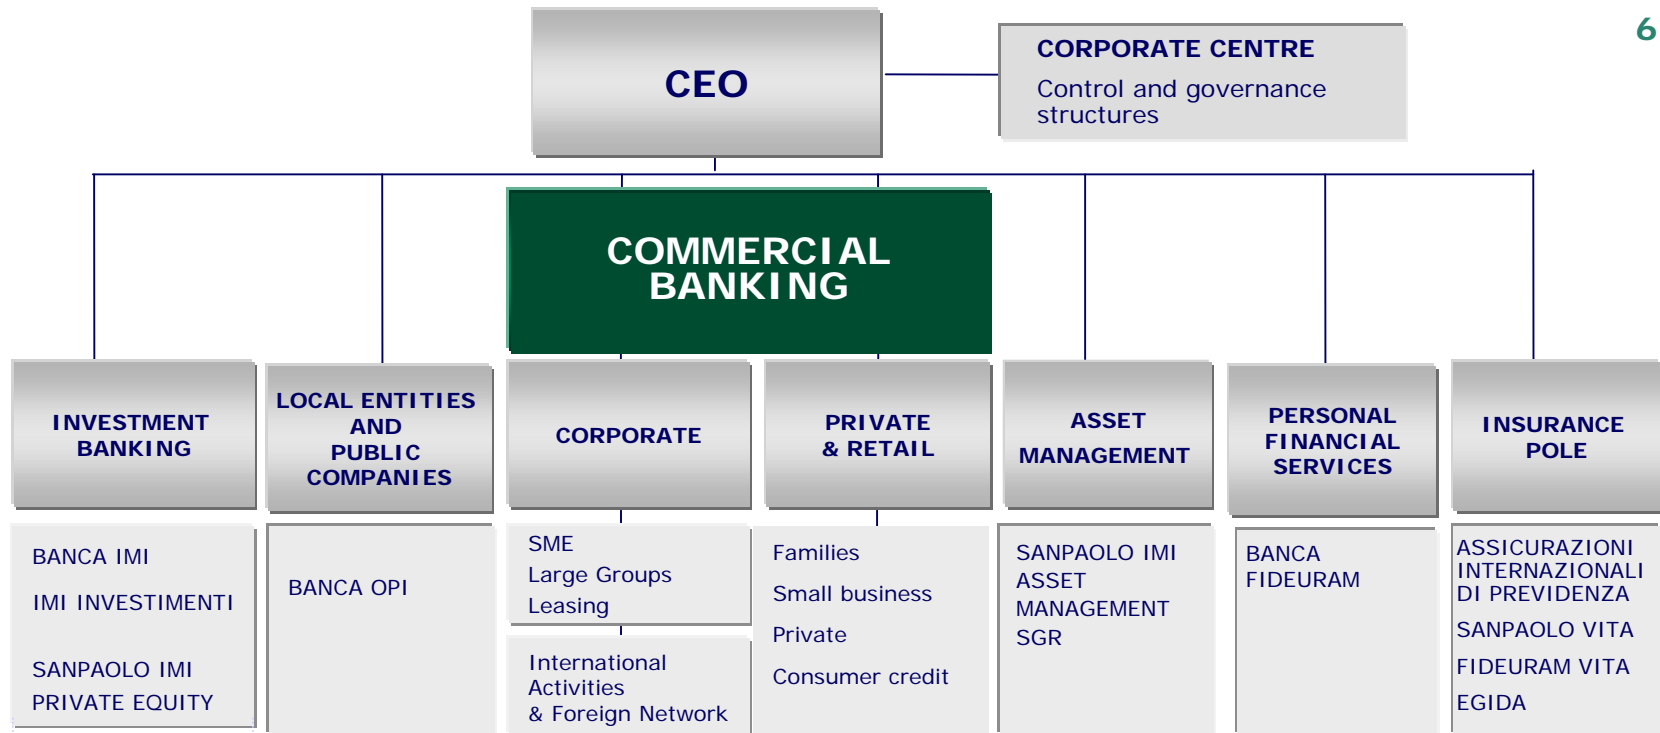 6
CEO
CORPORATE CENTRE
Control and governance
structures
COMMERCIAL
BANKING
INVESTMENT
BANKING
LOCAL ENTITIES
AND
PUBLIC
COMPANIES
CORPORATE
PRIVATE
& RETAIL
ASSET
MANAGEMENT
PERSONAL
FINANCIAL
SERVICES
INSURANCE
POLE
BANCA IMI
IMI INVESTIMENTI
SANPAOLO IMI
PRIVATE EQUITY
BANCA OPI
SME
Large Groups
Leasing
International
Activities
& Foreign Network
Families
Small business
Private
Consumer credit
SANPAOLO IMI
ASSET
MANAGEMENT
SGR
BANCA
FIDEURAM
ASSICURAZIONI
INTERNAZIONALI
DI PREVIDENZA
SANPAOLO VITA
FIDEURAM VITA
EGIDA